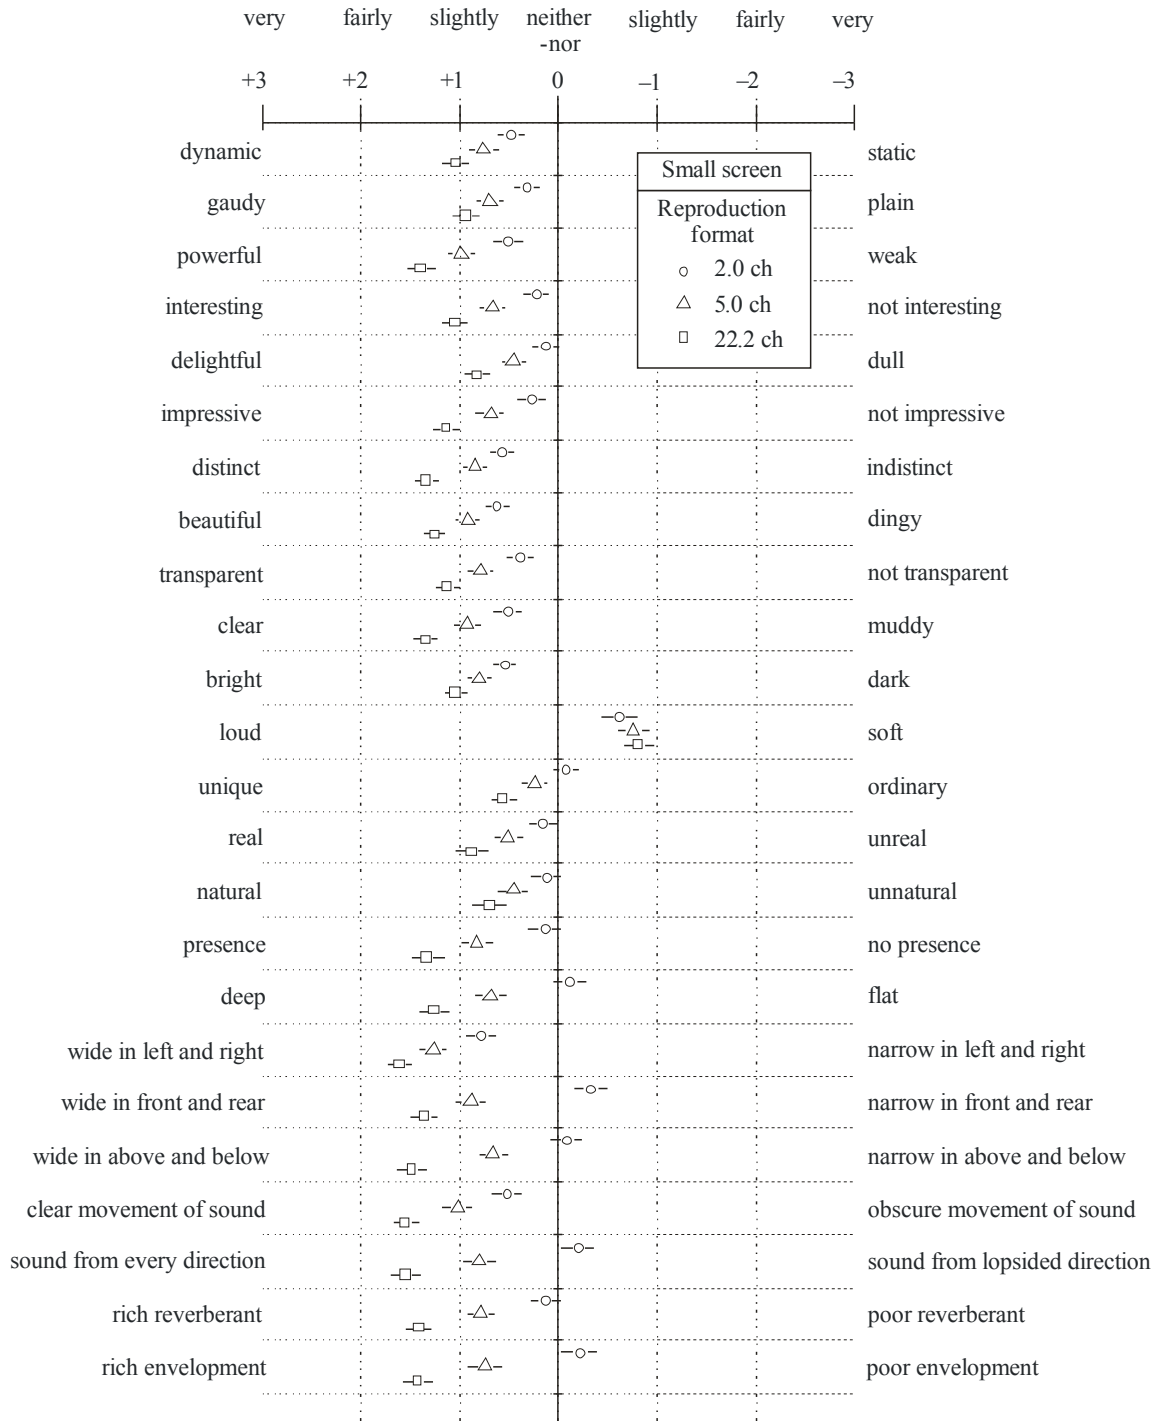 very fairly slightly neither slightly fairly very
-nor
+3 +2 +1 0 –1 –2 –3
dynamic static
Small screen
gaudy plain
Reproduction
format
powerful weak
2.0 ch
interesting not interesting
5.0 ch
22.2 ch
delightful dull
impressive not impressive
distinct indistinct
beautiful dingy
transparent not transparent
clear muddy
bright dark
loud soft
unique ordinary
real unreal
natural unnatural
presence no presence
deep flat
wide in left and right narrow in left and right
wide in front and rear narrow in front and rear
wide in above and below narrow in above and below
clear movement of sound obscure movement of sound
sound from every direction sound from lopsided direction
rich reverberant poor reverberant
rich envelopment poor envelopment